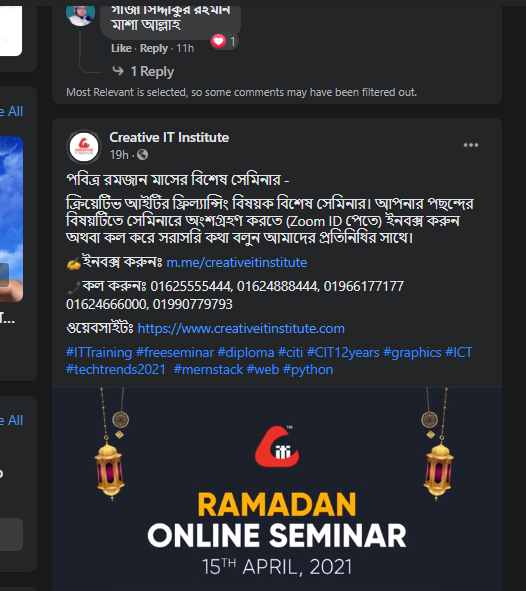 গাজী সিদ্দীকুর রহমান
মাশা আল্লাহ
Like · Reply · 11h
1
1 Reply
Most Relevant is selected, so some comments may have been filtered out.
e All
Creative IT Institute
19h ·
পবিত্র রমজান মাসের বিশেষ সেমিনার -
ক্রিয়েটিভ আইটির ফ্রিল্যান্সিং বিষয়ক বিশেষ সেমিনার। আপনার পছন্দের
বিষয়টিতে সেমিনারে অংশগ্রহণ করতে (Zoom ID পেতে) ইনবক্স করুন
অথবা কল করে সরাসরি কথা বলুন আমাদের প্রতিনিধির সাথে।
✍️ইনবক্স করুনঃ m.me/creativeitinstitute
📞কল করুনঃ 01625555444, 01624888444, 01966177177
01624666000, 01990779793
ওয়েবসাইটঃ https://www.creativeitinstitute.com
#ITTraining #freeseminar #diploma #citi #CIT12years #graphics #ICT
#techtrends2021 #mernstack #web #python
e All
citi
TM
RAMADAN
ONLINE SEMINAR
15TH APRIL, 2021